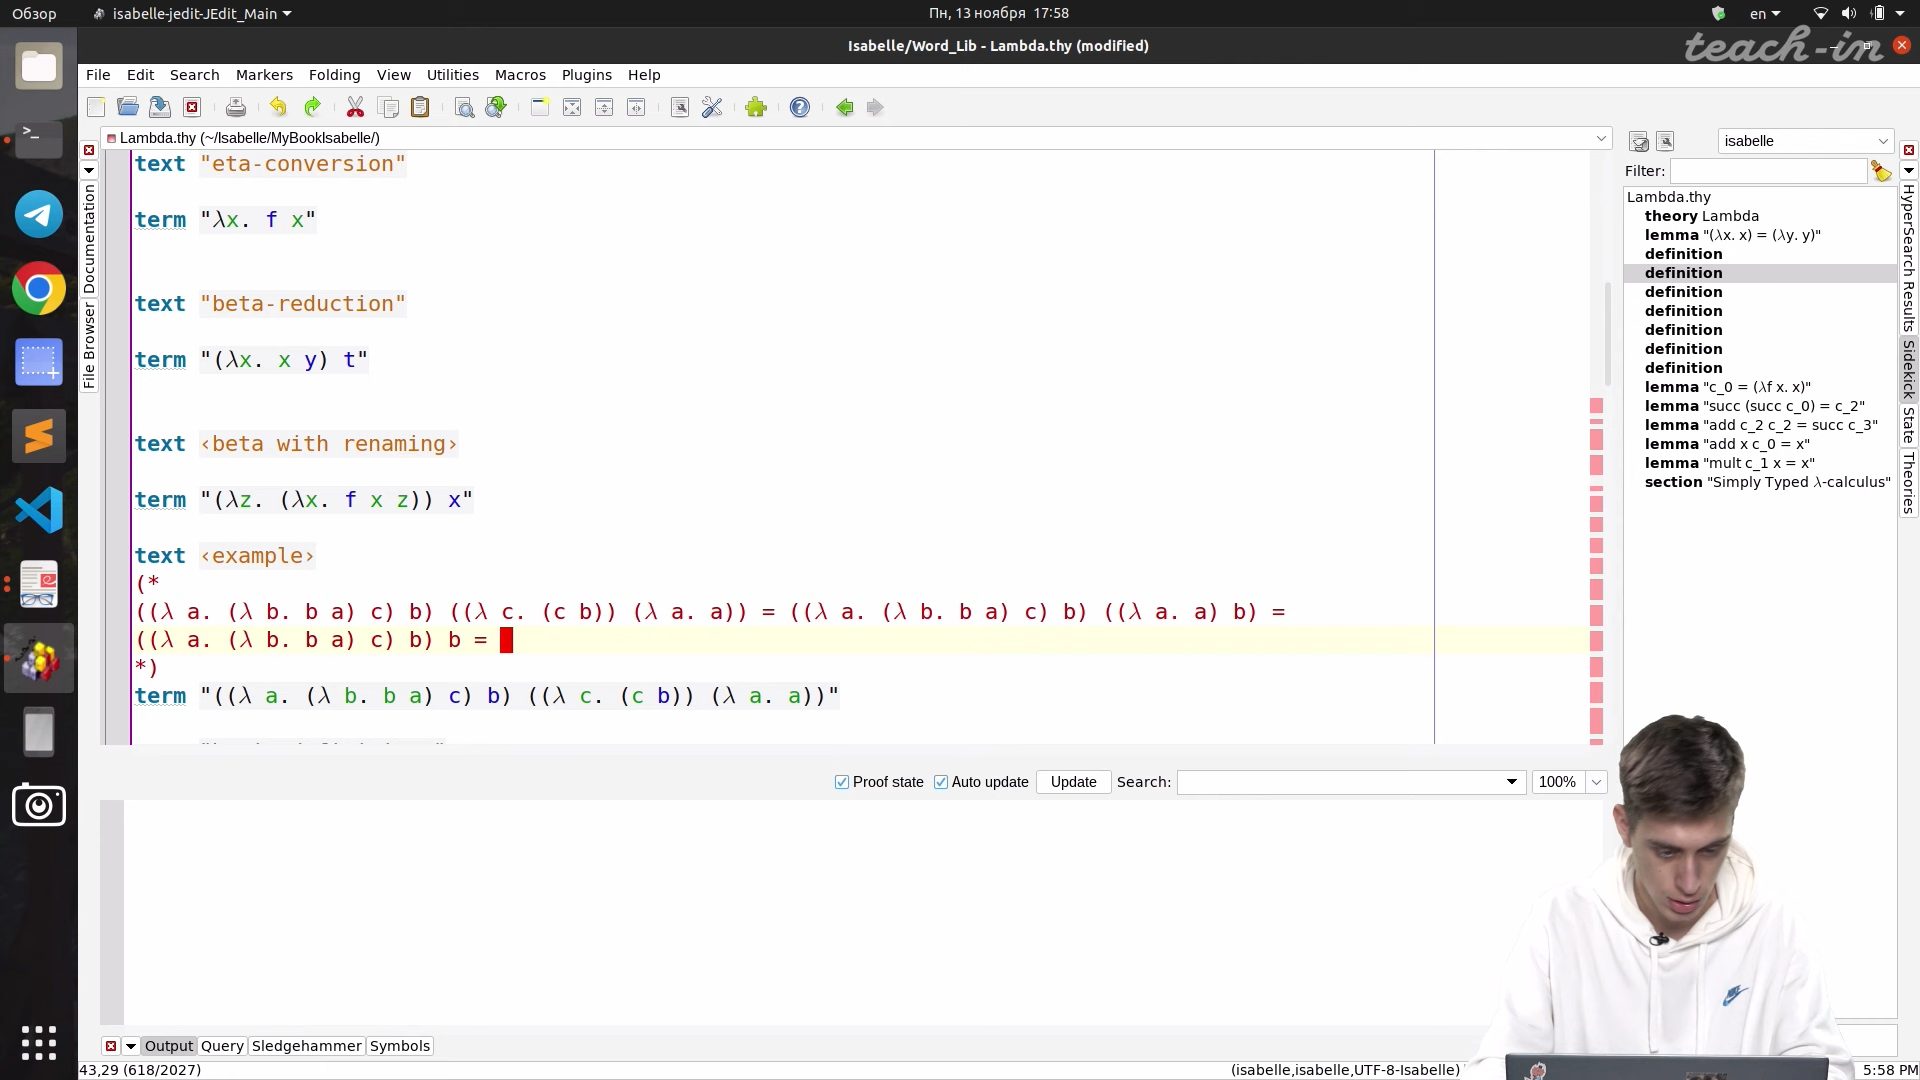 Обзор
isabelle-jedit-JEdit_Main
Пн, 13 ноября 17:58
en
Isabelle/Word_Lib - Lambda.thy (modified)
teach-in
File Edit Search Markers Folding View Utilities Macros Plugins Help
Lambda.thy (~/Isabelle/MyBookIsabelle/)
isabelle
Filter:
Documentation
File Browser
text "eta-conversion"
term "λx. f x"
text "beta-reduction"
term "(λx. x y) t"
text ‹beta with renaming›
term "(λz. (λx. f x z)) x"
text ‹example›
(*
((λ a. (λ b. b a) c) b) ((λ c. (c b)) (λ a. a)) = ((λ a. (λ b. b a) c) b) ((λ a. a) b) =
((λ a. (λ b. b a) c) b) b =
*)
term "((λ a. (λ b. b a) c) b) ((λ c. (c b)) (λ a. a))"
Lambda.thy
theory Lambda
lemma "(λx. x) = (λy. y)"
definition
definition
definition
definition
definition
definition
definition
lemma "c_0 = (λf x. x)"
lemma "succ (succ c_0) = c_2"
lemma "add c_2 c_2 = succ c_3"
lemma "add x c_0 = x"
lemma "mult c_1 x = x"
section "Simply Typed λ-calculus"
HyperSearch Results
Sidekick
State
Theories
Proof state Auto update Update Search: 100%
Output Query Sledgehammer Symbols
43,29 (618/2027)
(isabelle,isabelle,UTF-8-Isabelle)
5:58 PM